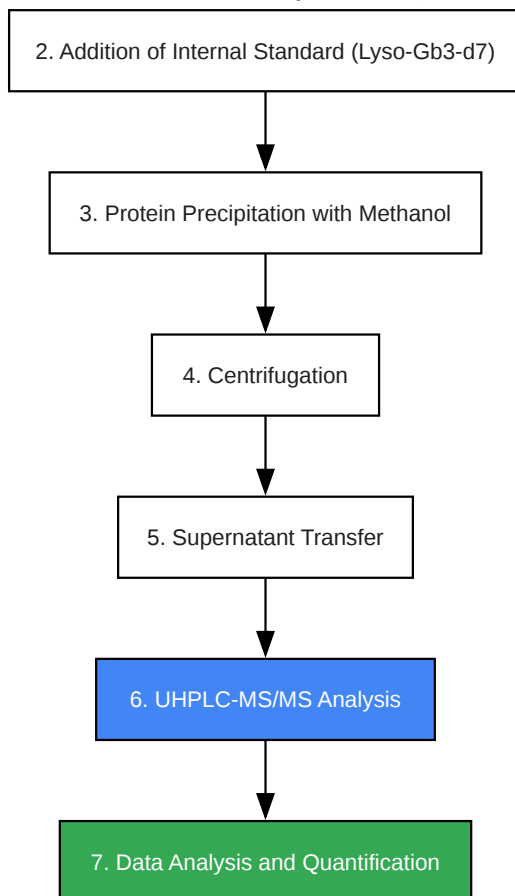 2. Addition of Internal Standard (Lyso-Gb3-d7)
3. Protein Precipitation with Methanol
4. Centrifugation
5. Supernatant Transfer
6. UHPLC-MS/MS Analysis
7. Data Analysis and Quantification